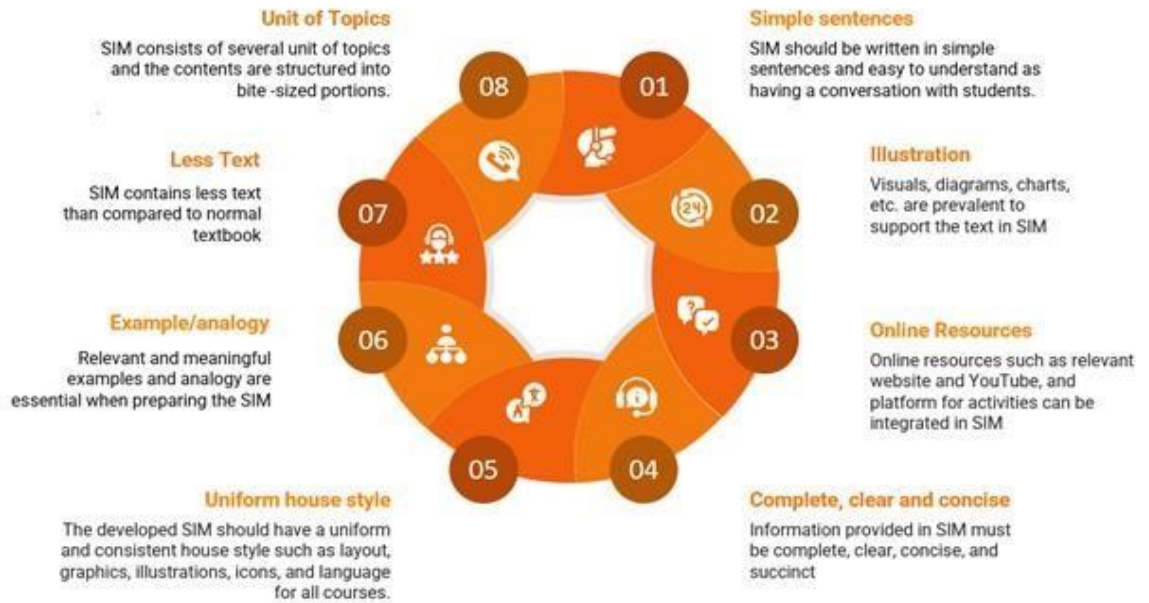 Simple sentences
SIM should be written in simple
sentences and easy to understand as
having a conversation with students.
01
Illustration
Visuals, diagrams, charts,
etc. are prevalent to
support the text in SIM
02
24
Online Resources
Online resources such as relevant
website and YouTube, and
platform for activities can be
integrated in SIM
03
?
Complete, clear and concise
Information provided in SIM must
be complete, clear, concise, and
succinct
04
i
Uniform house style
The developed SIM should have a uniform
and consistent house style such as layout,
graphics, illustrations, icons, and language
for all courses.
05
Example/analogy
Relevant and meaningful
examples and analogy are
essential when preparing the SIM
06
Less Text
SIM contains less text
than compared to normal
textbook
07
Unit of Topics
SIM consists of several unit of topics
and the contents are structured into
bite -sized portions.
08